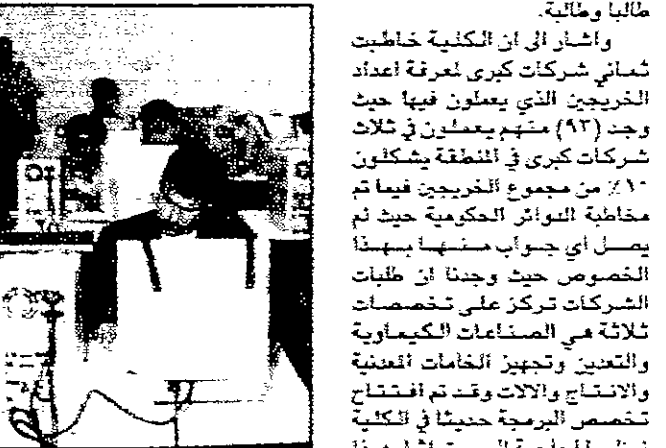 طالبا وطالبة.
واشار الى ان الكلية خاطبت
ثماني شركات كبرى لمعرفة اعداد
الخريجين الذي يعملون فيها حيث
وجد (٩٣) منهم يعملون في ثلاث
شركات كبرى في المنطقة يشكلون
١٠٪ من مجموع الخريجين فيما تم
مخاطبة الدوائر الحكومية حيث لم
يصل اي جواب منها بهذا
الخصوص حيث وجدنا ان طلبات
الشركات تركز على تخصصات
ثلاثة هي الصناعات الكيماوية
والتعدين وتجهيز الخامات المعدنية
والانتاج والالات وقد تم افتتاح
تخصص البرمجة حديثا في الكلية